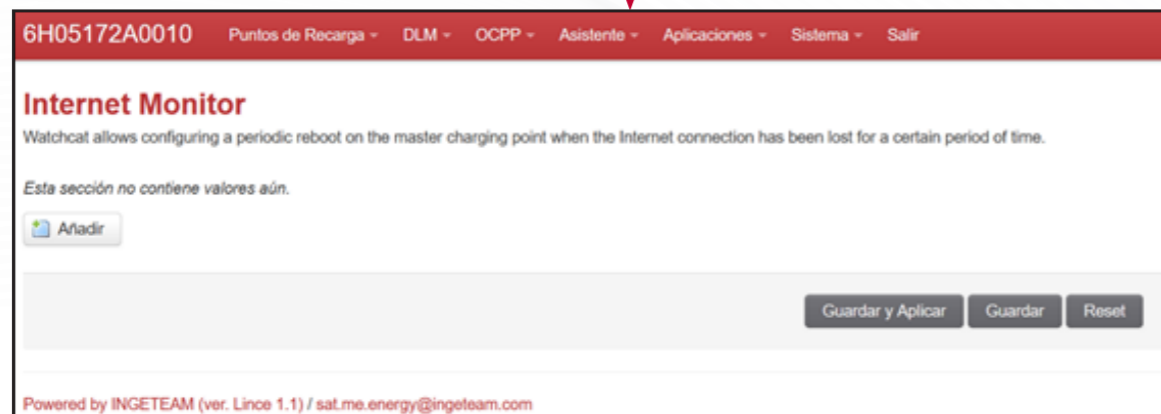 6H05172A0010 Puntos de Recarga DLM OCPP Asistente Aplicaciones Sistema Salir
Internet Monitor
Watchcat allows configuring a periodic reboot on the master charging point when the Internet connection has been lost for a certain period of time.
Esta sección no contiene valores aún.
Añadir
Guardar y Aplicar Guardar Reset
Powered by INGETEAM (ver. Lince 1.1) / sat.me.energy@ingeteam.com